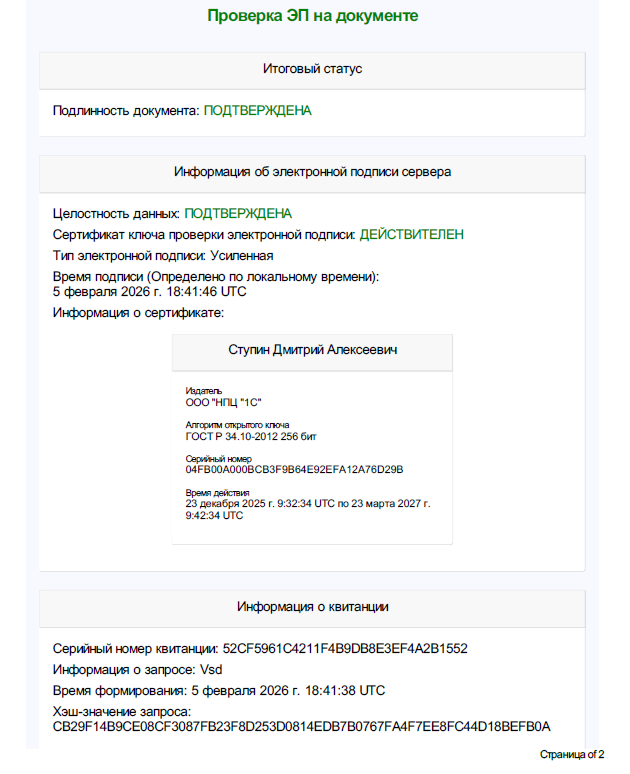 Проверка ЭП на документе
Итоговый статус
Подлинность документа: ПОДТВЕРЖДЕНА
Информация об электронной подписи сервера
Целостность данных: ПОДТВЕРЖДЕНА
Сертификат ключа проверки электронной подписи: ДЕЙСТВИТЕЛЕН
Тип электронной подписи: Усиленная
Время подписи (Определено по локальному времени):
5 февраля 2026 г. 18:41:46 UTC
Информация о сертификате:
Ступин Дмитрий Алексеевич
Издатель
ООО "НПЦ "1С"
Алгоритм открытого ключа
ГОСТ Р 34.10-2012 256 бит
Серийный номер
04FB00A000BCB3F9B64E92EFA12A76D29B
Время действия
23 декабря 2025 г. 9:32:34 UTC по 23 марта 2027 г.
9:42:34 UTC
Информация о квитанции
Серийный номер квитанции: 52CF5961C4211F4B9DB8E3EF4A2B1552
Информация о запросе: Vsd
Время формирования: 5 февраля 2026 г. 18:41:38 UTC
Хэш-значение запроса:
CB29F14B9CE08CF3087FB23F8D253D0814EDB7B0767FA4F7EE8FC44D18BEFB0A
Страница of 2